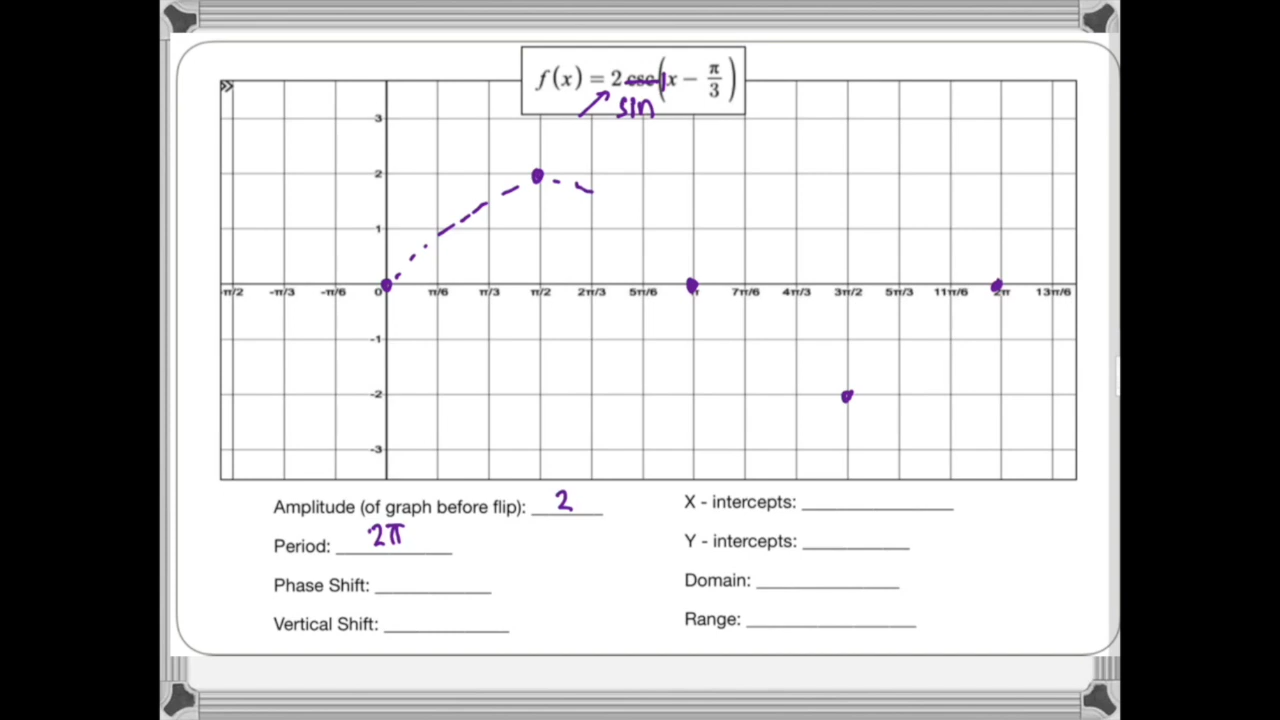 f(x) = 2 csc(x − π/3)
sin
3
2
1
-π/2 -π/3 -π/6 0 π/6 π/3 π/2 2π/3 5π/6 π 7π/6 4π/3 3π/2 5π/3 11π/6 2π 13π/6
-1
-2
-3
Amplitude (of graph before flip): 2
Period: 2π
Phase Shift:
Vertical Shift:
X - intercepts:
Y - intercepts:
Domain:
Range: